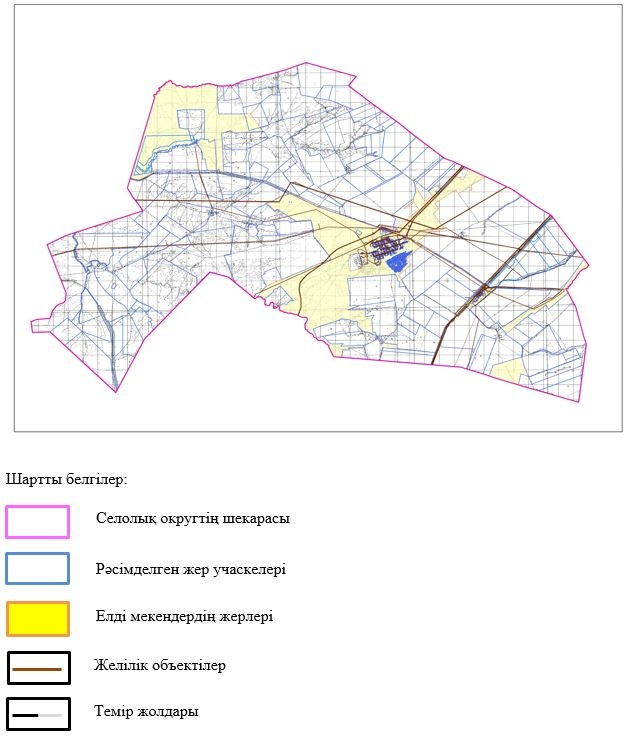 Шартты белгілер:
Селолық округтің шекарасы
Рәсімделген жер учаскелері
Елді мекендердің жерлері
Желілік объектілер
Темір жолдары